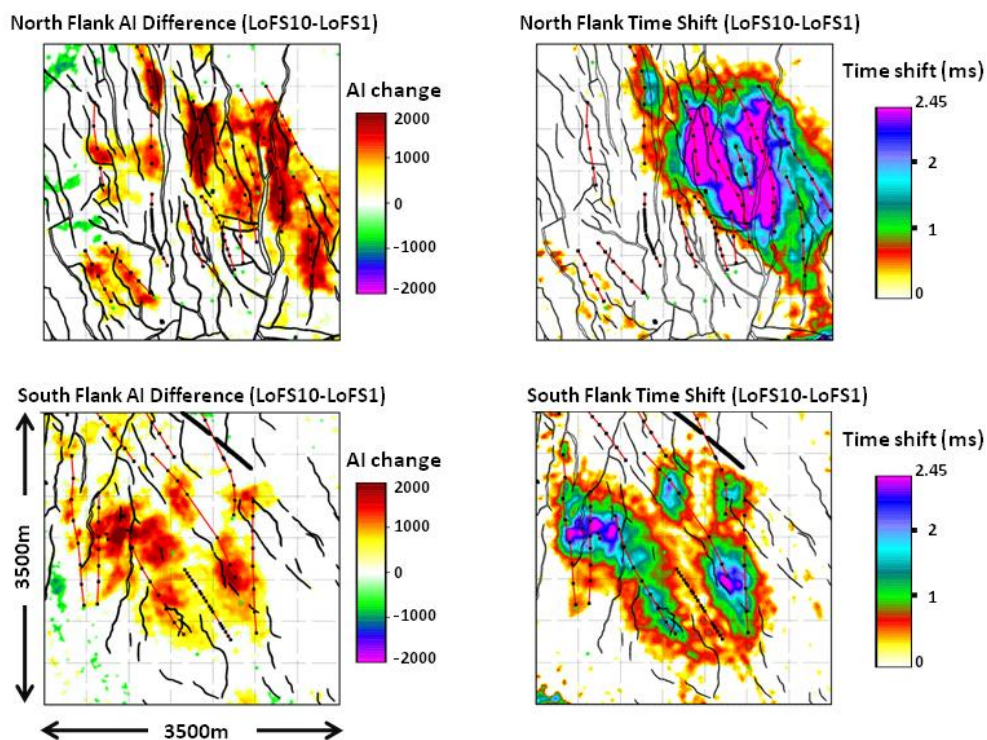 North Flank AI Difference (LoFS10-LoFS1)
AI change
2000
1000
0
−1000
−2000
North Flank Time Shift (LoFS10-LoFS1)
Time shift (ms)
2.45
2
1
0
South Flank AI Difference (LoFS10-LoFS1)
AI change
2000
1000
0
−1000
−2000
3500m
3500m
South Flank Time Shift (LoFS10-LoFS1)
Time shift (ms)
2.45
2
1
0